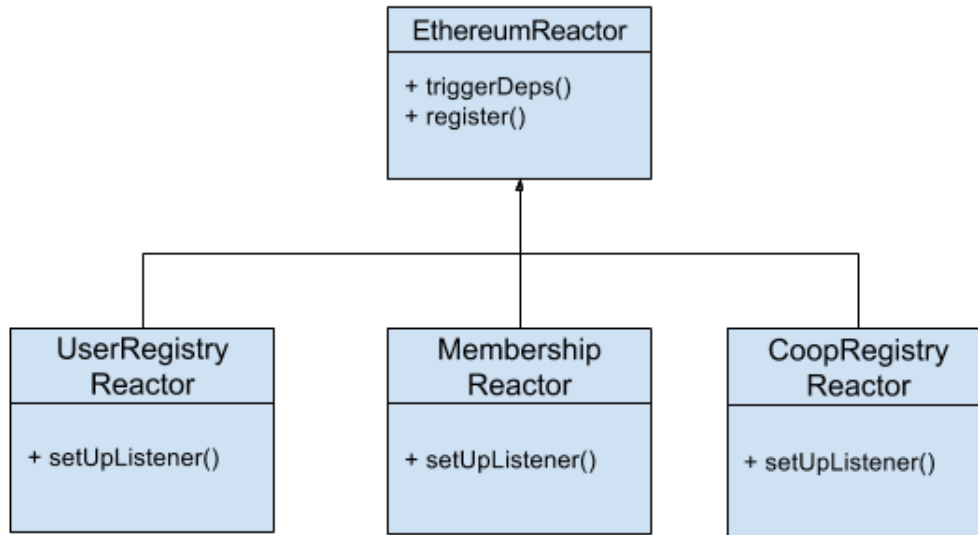 EthereumReactor
+ triggerDeps()
+ register()
UserRegistry
Reactor
+ setUpListener()
Membership
Reactor
+ setUpListener()
CoopRegistry
Reactor
+ setUpListener()